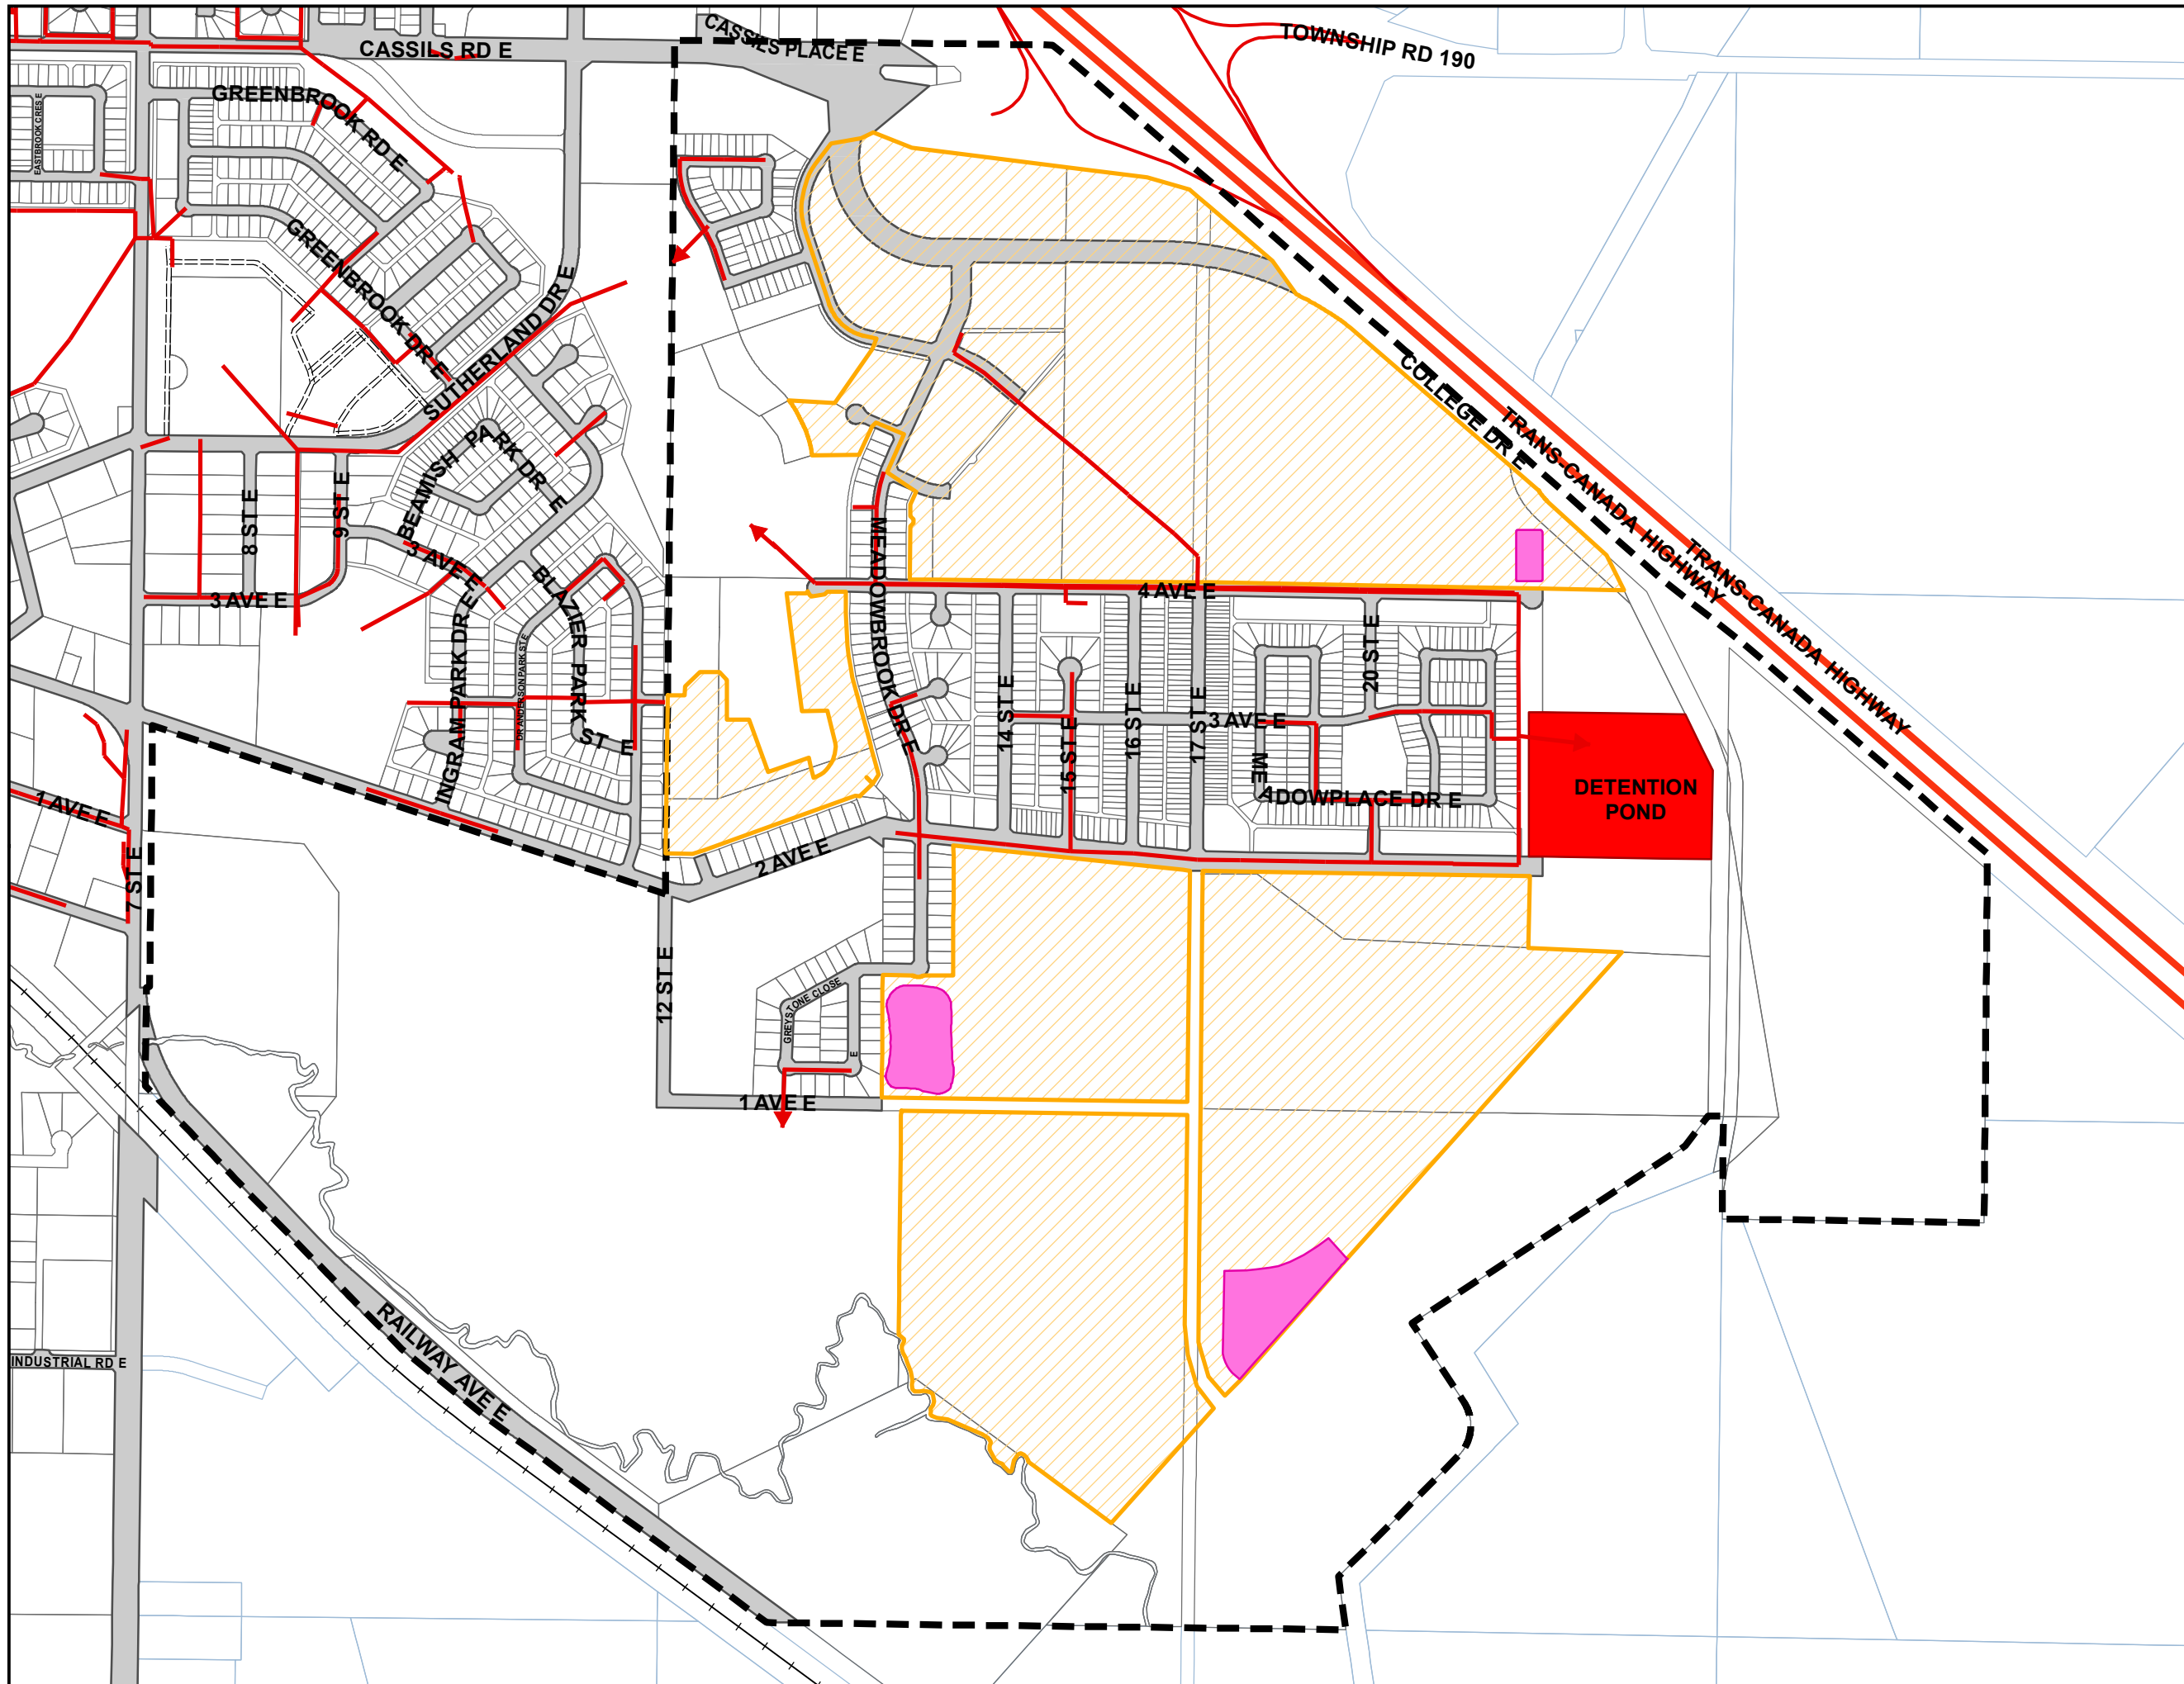 CASSILS RD E
CASSILS PLACE E
TOWNSHIP RD 190
GREENBROOK RD E
EASTBROOK CRES E
GREENBROOK DR E
SUTHERLAND DR E
COLLEGE DR E
TRANS-CANADA HIGHWAY
TRANS-CANADA HIGHWAY
BEAMISH PARK DR E
8 ST E
9 ST E
3 AVE E
3 AVE E
BLAZIER PARK ST E
INGRAM PARK DR E
DR ANDERSON PARK ST E
MEADOWBROOK DR E
4 AVE E
14 ST E
15 ST E
16 ST E
17 ST E
3 AVE E
20 ST E
MEADOWPLACE DR E
DETENTION
POND
1 AVE E
7 ST E
2 AVE E
12 ST E
GREYSTONE CLOSE E
1 AVE E
RAILWAY AVE E
INDUSTRIAL RD E